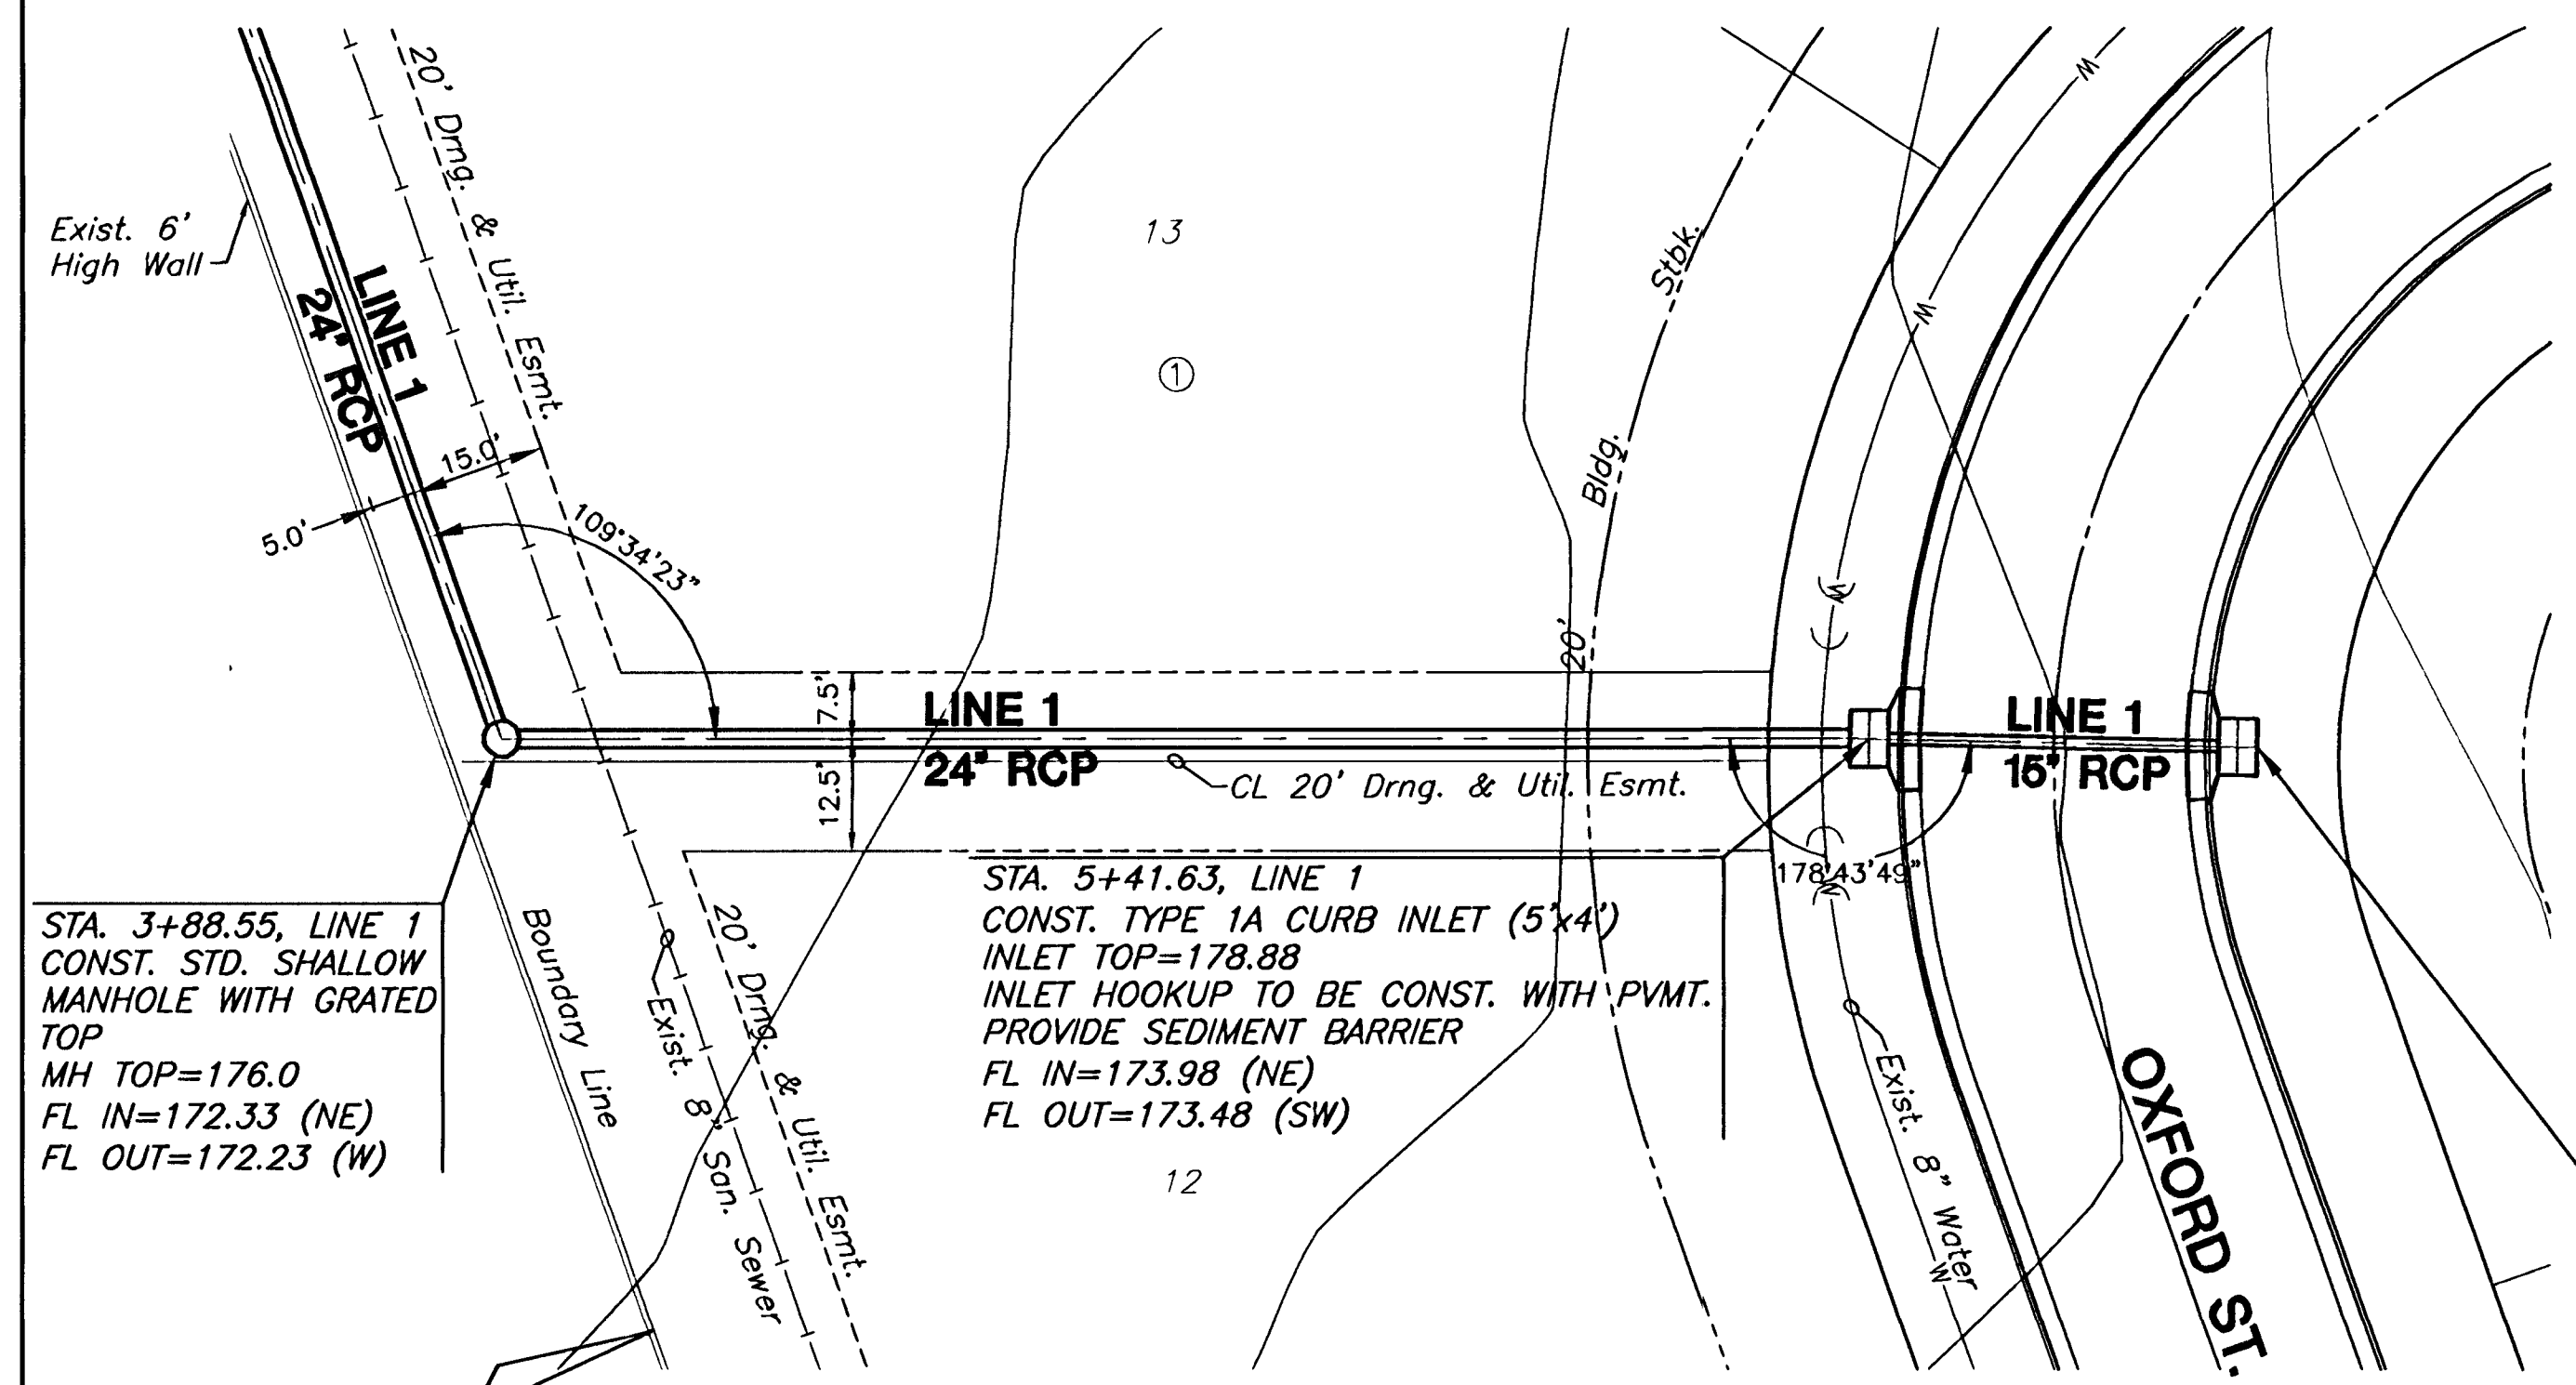 20' Drng. & Util. Esmt.
Exist. 6'
High Wall
LINE 1
24" RCP
15.0'
5.0'
109°34'23"
13
1
Bldg. Stbk.
20'
W
W
W
W
W
7.5'
12.5'
LINE 1
24" RCP
CL 20' Drng. & Util. Esmt.
LINE 1
15" RCP
178°43'49"
STA. 3+88.55, LINE 1
CONST. STD. SHALLOW
MANHOLE WITH GRATED
TOP
MH TOP=176.0
FL IN=172.33 (NE)
FL OUT=172.23 (W)
Boundary Line
Exist. 8" San. Sewer
20' Drng. & Util. Esmt.
STA. 5+41.63, LINE 1
CONST. TYPE 1A CURB INLET (5'x4')
INLET TOP=178.88
INLET HOOKUP TO BE CONST. WITH PVMT.
PROVIDE SEDIMENT BARRIER
FL IN=173.98 (NE)
FL OUT=173.48 (SW)
12
Exist. 8" Water
OXFORD ST.